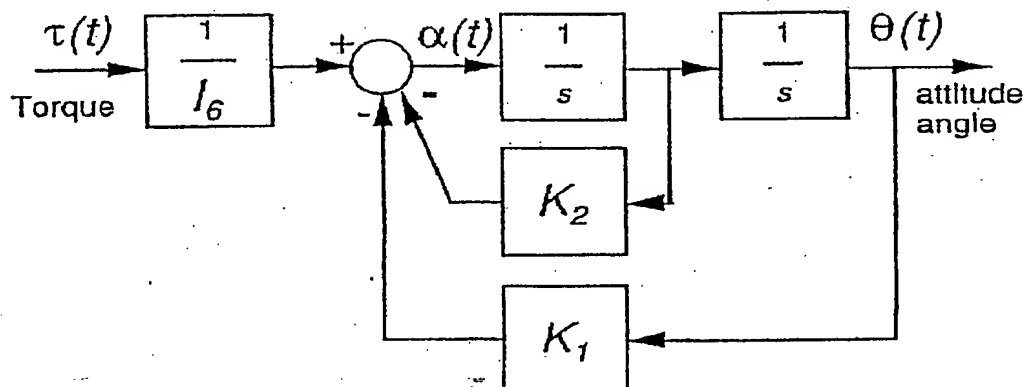 τ(t)
Torque
1
I6
+
-
-
α(t)
1
s
1
s
θ(t)
attitude
angle
K2
K1